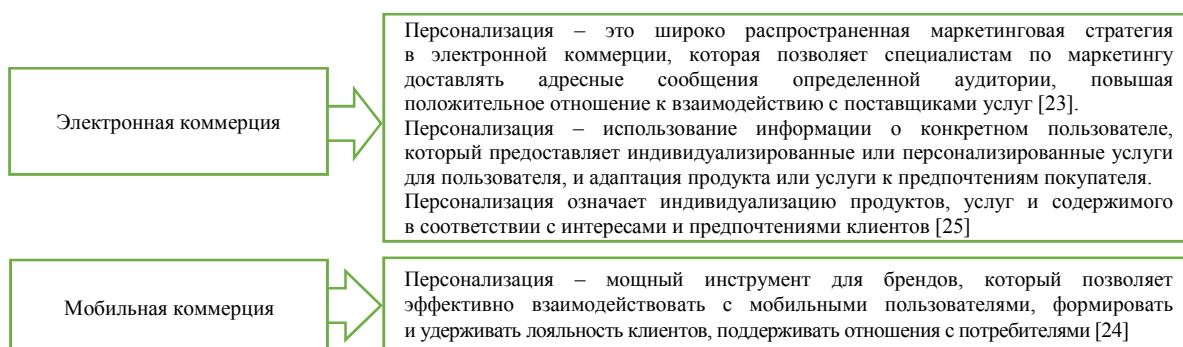 Электронная коммерция
Персонализация – это широко распространенная маркетинговая стратегия
в электронной коммерции, которая позволяет специалистам по маркетингу
доставлять адресные сообщения определенной аудитории, повышая
положительное отношение к взаимодействию с поставщиками услуг [23].
Персонализация – использование информации о конкретном пользователе,
который предоставляет индивидуализированные или персонализированные услуги
для пользователя, и адаптация продукта или услуги к предпочтениям покупателя.
Персонализация означает индивидуализацию продуктов, услуг и содержимого
в соответствии с интересами и предпочтениями клиентов [25]
Мобильная коммерция
Персонализация – мощный инструмент для брендов, который позволяет
эффективно взаимодействовать с мобильными пользователями, формировать
и удерживать лояльность клиентов, поддерживать отношения с потребителями [24]